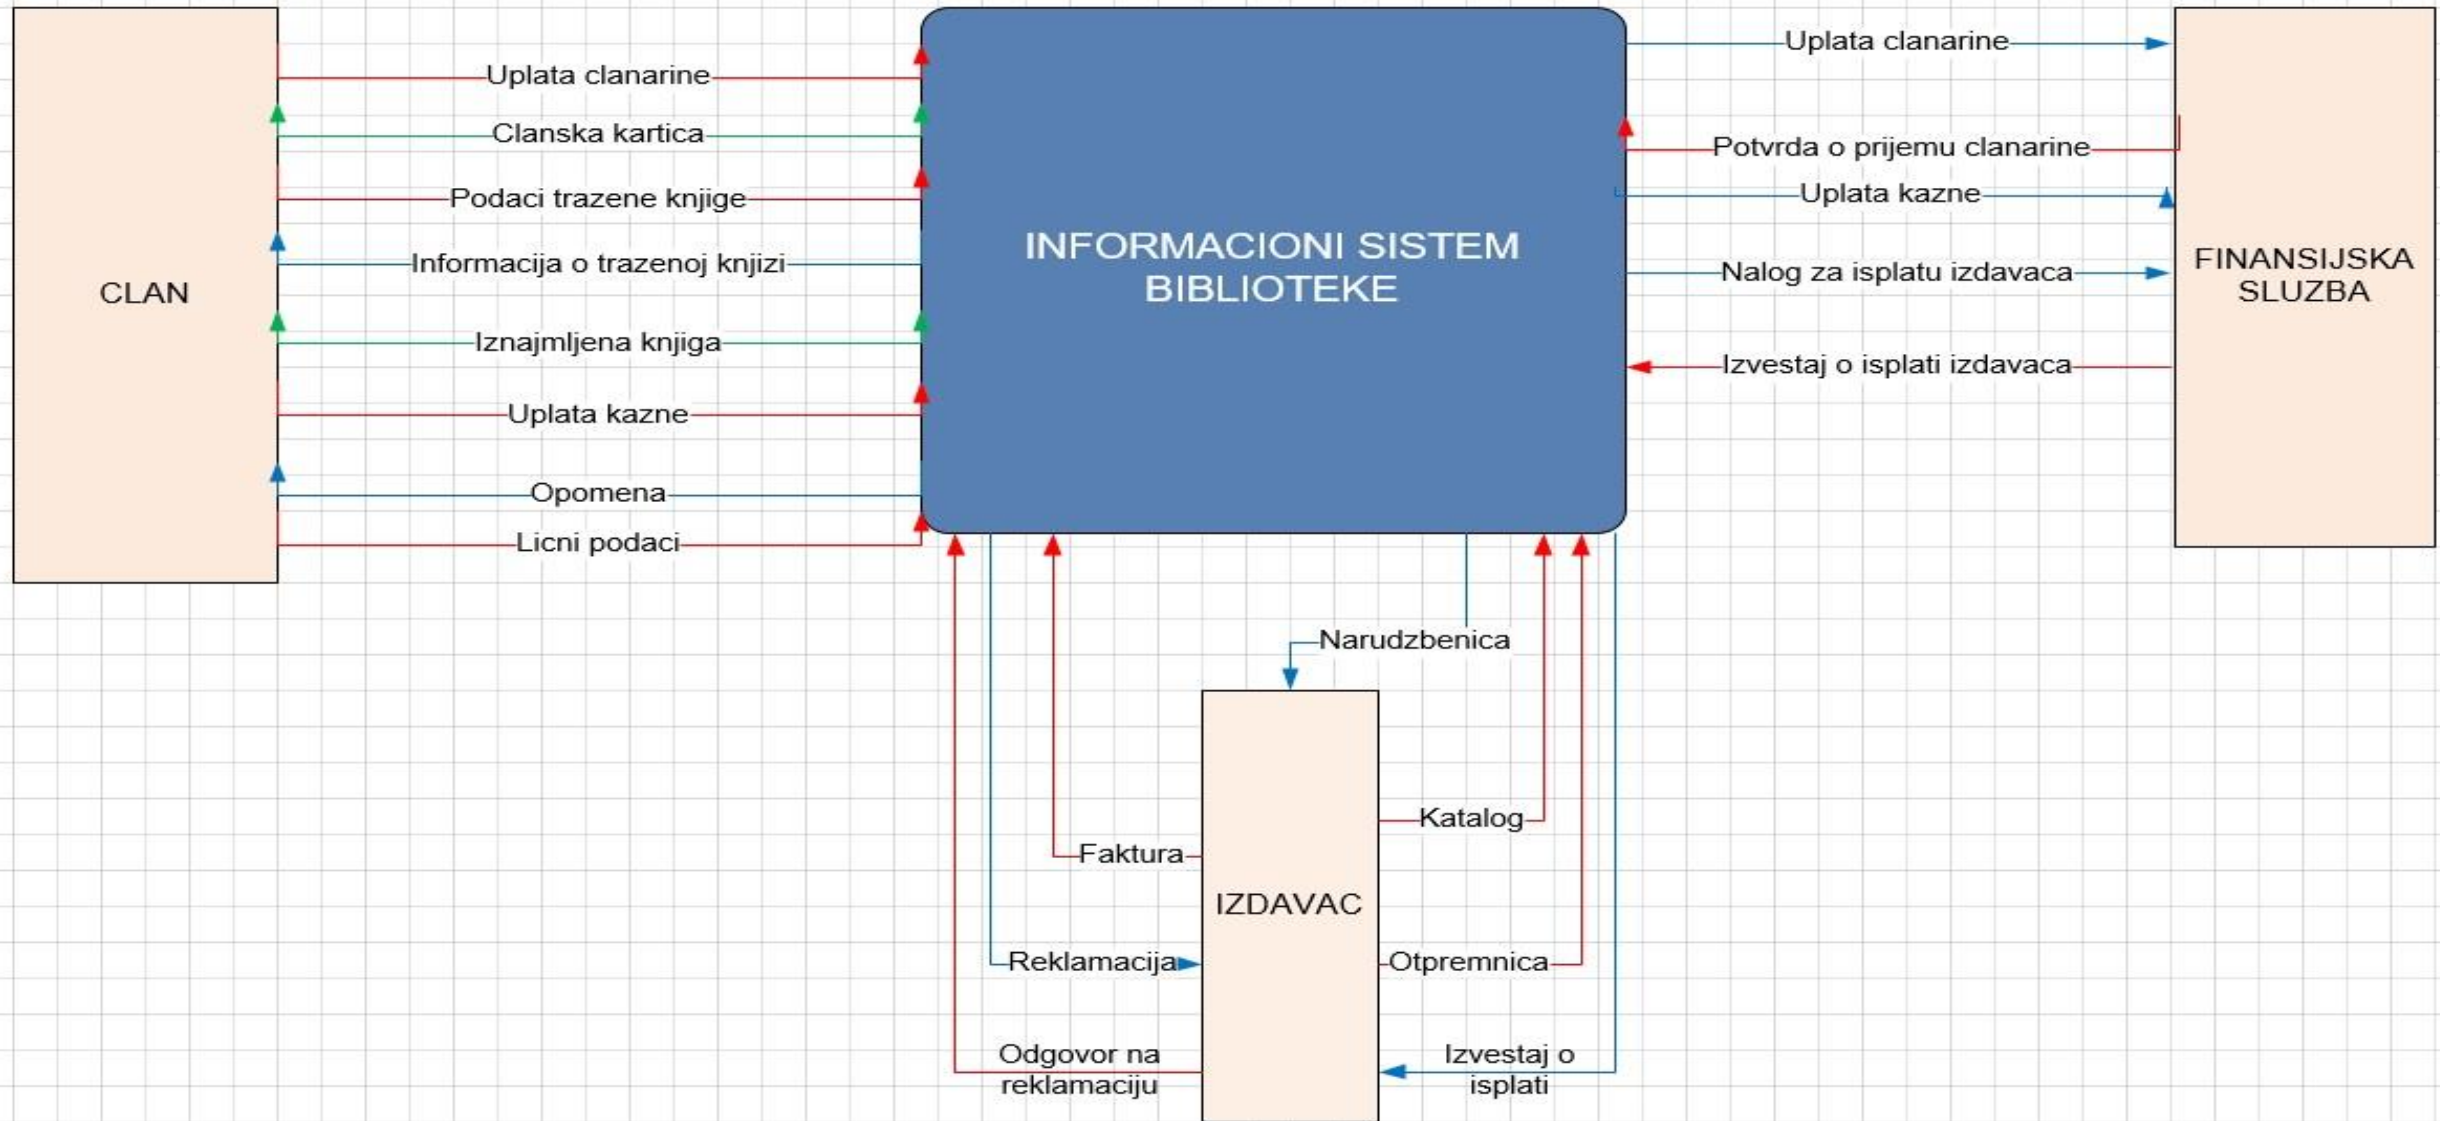 CLAN
Uplata clanarine
Clanska kartica
Podaci trazene knjige
Informacija o trazenoj knjizi
Iznajmljena knjiga
Uplata kazne
Opomena
Licni podaci
INFORMACIONI SISTEM
BIBLIOTEKE
Uplata clanarine
Potvrda o prijemu clanarine
Uplata kazne
Nalog za isplatu izdavaca
Izvestaj o isplati izdavaca
FINANSIJSKA
SLUZBA
Narudzbenica
Katalog
Faktura
IZDAVAC
Reklamacija
Otpremnica
Odgovor na
reklamaciju
Izvestaj o
isplati